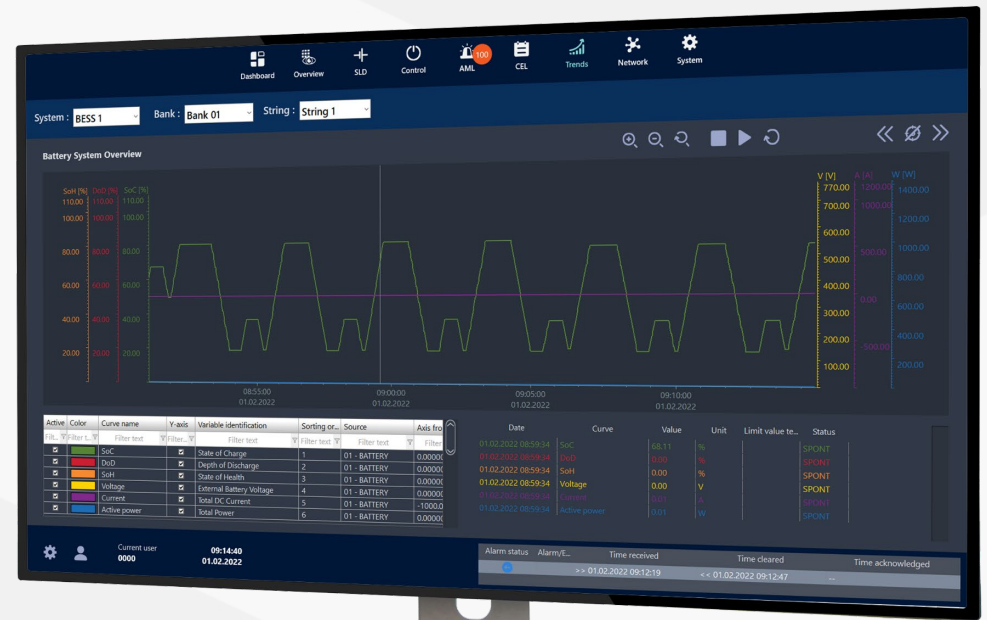 Dashboard Overview SLD Control AML 100 CEL Trends Network System
System : BESS 1 Bank : Bank 01 String : String 1
Battery System Overview
SoH [%] DoD [%] SoC [%] V [V] A [A] W [W]
110.00 110.00 110.00 770.00 1200.00 1400.00
100.00 100.00 100.00 700.00 1000.00
600.00 1200.00
80.00 80.00 80.00 500.00 500.00 1000.00
60.00 60.00 60.00 400.00 0.00 800.00
300.00 600.00
40.00 40.00 40.00 200.00 -500.00 400.00
20.00 20.00 20.00 100.00 200.00
08:55:00 09:00:00 09:05:00 09:10:00
01.02.2022 01.02.2022 01.02.2022 01.02.2022
Active Color Curve name Y-axis Variable identification Sorting or... Source Axis fro
Filt... Filter t... Filter text Filter... Filter text Filter text Filter text Filter
SoC State of Charge 1 01 - BATTERY 0.0000
DoD Depth of Discharge 2 01 - BATTERY 0.0000
SoH State of Health 3 01 - BATTERY 0.0000
Voltage External Battery Voltage 4 01 - BATTERY 0.0000
Current Total DC Current 5 01 - BATTERY -1000.0
Active power Total Power 6 01 - BATTERY 0.0000
Date Curve Value Unit Limit value te... Status
01.02.2022 08:59:34 SoC 68.11 % SPONT
01.02.2022 08:59:34 DoD 0.00 % SPONT
01.02.2022 08:59:34 SoH 0.00 % SPONT
01.02.2022 08:59:34 Voltage 0.00 V SPONT
01.02.2022 08:59:34 Current 0.01 A SPONT
01.02.2022 08:59:34 Active power 0.01 W SPONT
Current user 09:14:40
0000 01.02.2022
Alarm status Alarm/E... Time received Time cleared Time acknowledged
>> 01.02.2022 09:12:19 << 01.02.2022 09:12:47 --